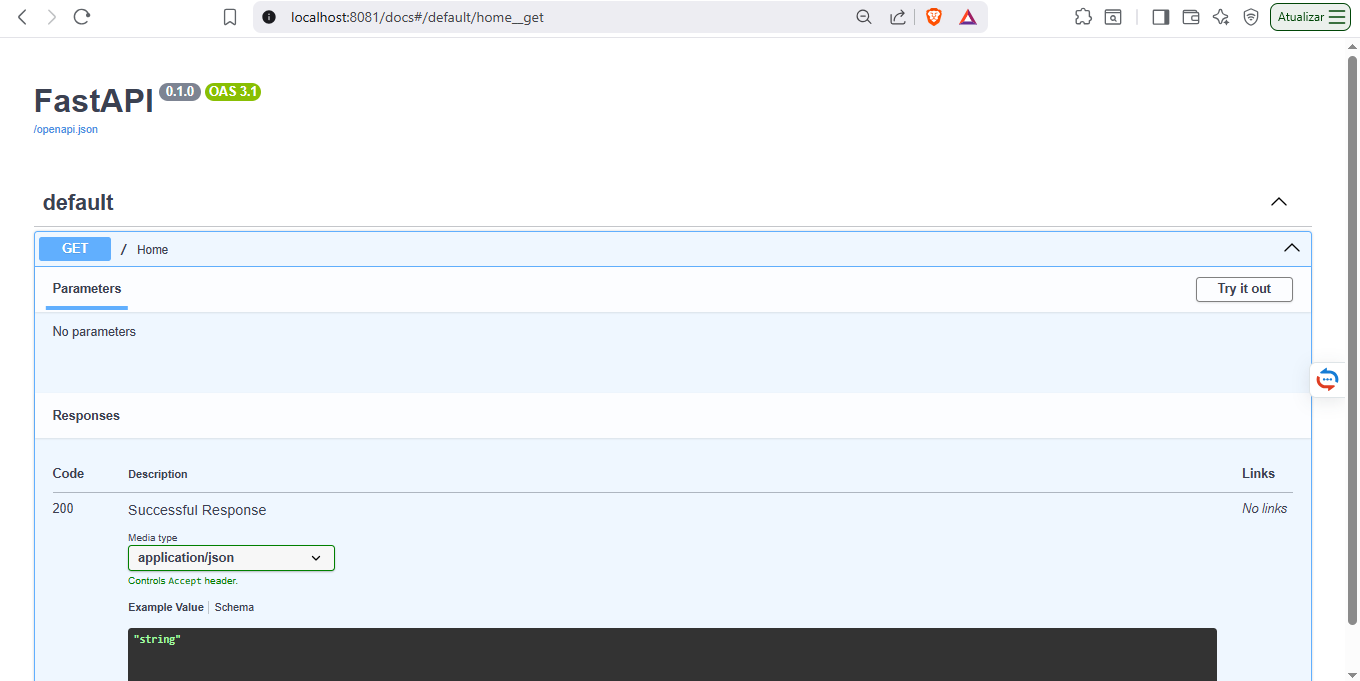 localhost:8081/docs#/default/home__get
Atualizar
FastAPI 0.1.0 OAS 3.1
/openapi.json
default
GET / Home
Parameters
Try it out
No parameters
Responses
Code Description Links
200 Successful Response No links
Media type
application/json
Controls Accept header.
Example Value Schema
"string"